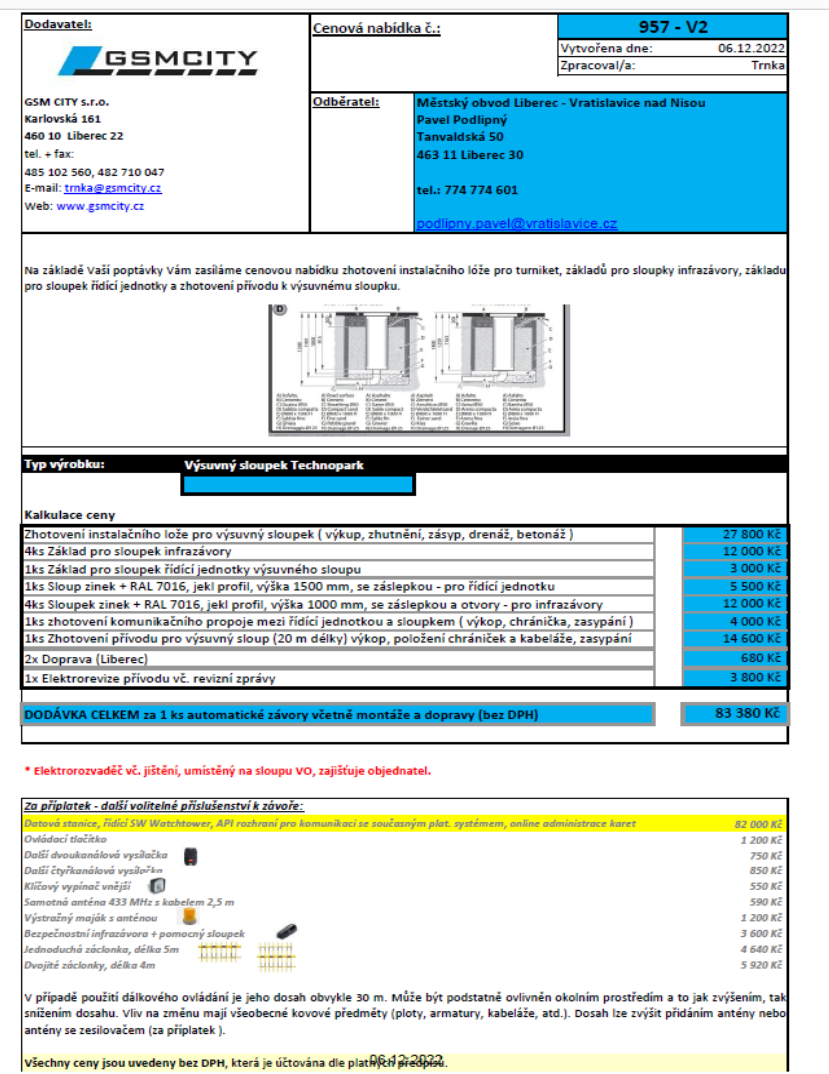 Dodavatel:
GSMCITY
GSM CITY s.r.o.
Karlovská 161
460 10 Liberec 22
tel. + fax:
485 102 560, 482 710 047
E-mail: trnka@gsmcity.cz
Web: www.gsmcity.cz
Cenová nabídka č.: 957 - V2
Vytvořena dne: 06.12.2022
Zpracoval/a: Trnka
Odběratel:
Městský obvod Liberec - Vratislavice nad Nisou
Pavel Podlipný
Tanvaldská 50
463 11 Liberec 30
tel.: 774 774 601
podlipny.pavel@vratislavice.cz
Na základě Vaší poptávky Vám zasíláme cenovou nabídku zhotovení instalačního lóže pro turniket, základů pro sloupky infrazávory, základu
pro sloupek řídící jednotky a zhotovení přívodu k výsuvnému sloupku.
D
Typ výrobku: Výsuvný sloupek Technopark
Kalkulace ceny
Zhotovení instalačního lože pro výsuvný sloupek ( výkup, zhutnění, zásyp, drenáž, betonáž ) 27 800 Kč
4ks Základ pro sloupek infrazávory 12 000 Kč
1ks Základ pro sloupek řídící jednotky výsuvného sloupu 3 000 Kč
1ks Sloup zinek + RAL 7016, jekl profil, výška 1500 mm, se záslepkou - pro řídící jednotku 5 500 Kč
4ks Sloupek zinek + RAL 7016, jekl profil, výška 1000 mm, se záslepkou a otvory - pro infrazávory 12 000 Kč
1ks zhotovení komunikačního propoje mezi řídící jednotkou a sloupkem ( výkop, chránička, zasypání ) 4 000 Kč
1ks Zhotovení přívodu pro výsuvný sloup (20 m délky) výkop, položení chrániček a kabeláže, zasypání 14 600 Kč
2x Doprava (Liberec) 680 Kč
1x Elektrorevize přívodu vč. revizní zprávy 3 800 Kč
DODÁVKA CELKEM za 1 ks automatické závory včetně montáže a dopravy (bez DPH) 83 380 Kč
* Elektrorozvaděč vč. jištění, umístěný na sloupu VO, zajišťuje objednatel.
Za příplatek - další volitelné příslušenství k závoře:
Datová stanice, řídící SW Watchtower, API rozhraní pro komunikaci se současným plat. systémem, online administrace karet 82 000 Kč
Ovládací tlačítko 1 200 Kč
Další dvoukanálová vysílačka 750 Kč
Další čtyřkanálová vysílačka 850 Kč
Klíčový vypínač vnější 550 Kč
Samotná anténa 433 MHz s kabelem 2,5 m 590 Kč
Výstražný maják s anténou 1 200 Kč
Bezpečnostní infrazávora + pomocný sloupek 3 600 Kč
Jednoduchá záclonka, délka 5m 4 640 Kč
Dvojité záclonky, délka 4m 5 920 Kč
V případě použití dálkového ovládání je jeho dosah obvykle 30 m. Může být podstatně ovlivněn okolním prostředím a to jak zvýšením, tak
snížením dosahu. Vliv na změnu mají všeobecné kovové předměty (ploty, armatury, kabeláže, atd.). Dosah lze zvýšit přidáním antény nebo
antény se zesilovačem (za příplatek ).
Všechny ceny jsou uvedeny bez DPH, která je účtována dle platných předpisů.
06.12.2022